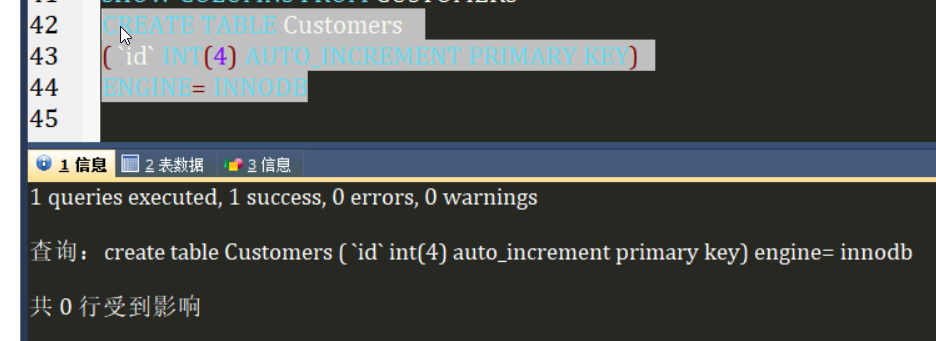 41 SHOW COLUMNS FROM CUSTOMERS
42 CREATE TABLE Customers
43 ( `id` INT(4) AUTO_INCREMENT PRIMARY KEY)
44 ENGINE= INNODB
45
1 信息 2 表数据 3 信息
1 queries executed, 1 success, 0 errors, 0 warnings
查询：create table Customers ( `id` int(4) auto_increment primary key) engine= innodb
共 0 行受到影响